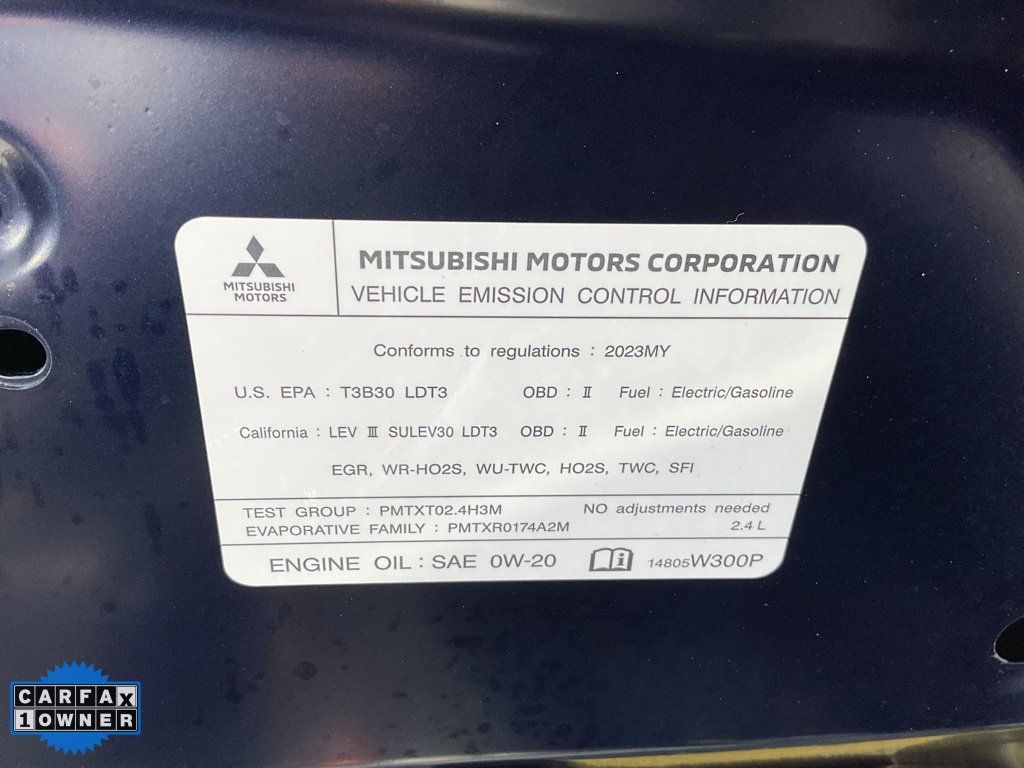 MITSUBISHI
MOTORS
MITSUBISHI MOTORS CORPORATION
VEHICLE EMISSION CONTROL INFORMATION
Conforms to regulations : 2023MY
U.S. EPA : T3B30 LDT3 OBD : Ⅱ Fuel : Electric/Gasoline
California : LEV Ⅲ SULEV30 LDT3 OBD : Ⅱ Fuel : Electric/Gasoline
EGR, WR-HO2S, WU-TWC, HO2S, TWC, SFI
TEST GROUP : PMTXT02.4H3M NO adjustments needed
EVAPORATIVE FAMILY : PMTXR0174A2M 2.4 L
ENGINE OIL : SAE 0W-20 14805W300P
CARFAX
1 OWNER